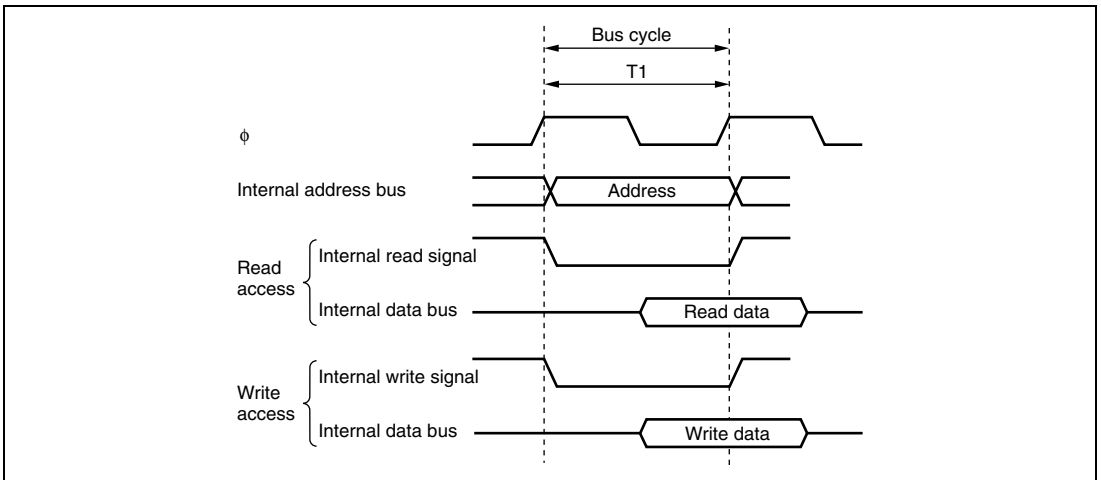 Bus cycle
T1
ϕ
Internal address bus
Address
Read
access
Internal read signal
Internal data bus
Read data
Write
access
Internal write signal
Internal data bus
Write data